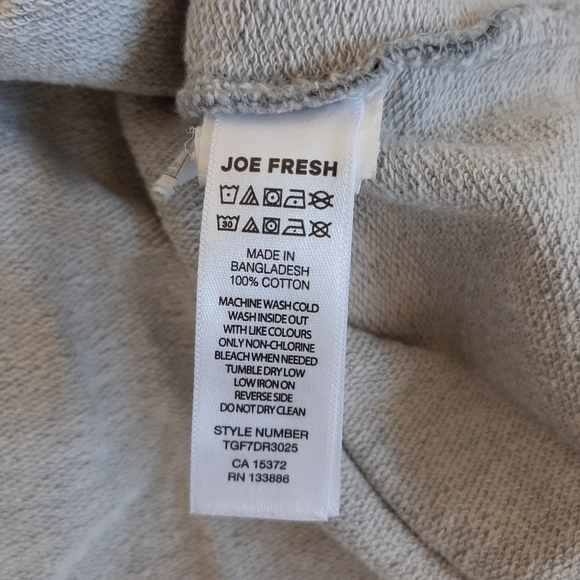 JOE FRESH
30
MADE IN
BANGLADESH
100% COTTON
MACHINE WASH COLD
WASH INSIDE OUT
WITH LIKE COLOURS
ONLY NON-CHLORINE
BLEACH WHEN NEEDED
TUMBLE DRY LOW
LOW IRON ON
REVERSE SIDE
DO NOT DRY CLEAN
STYLE NUMBER
TGF7DR3025
CA 15372
RN 133886